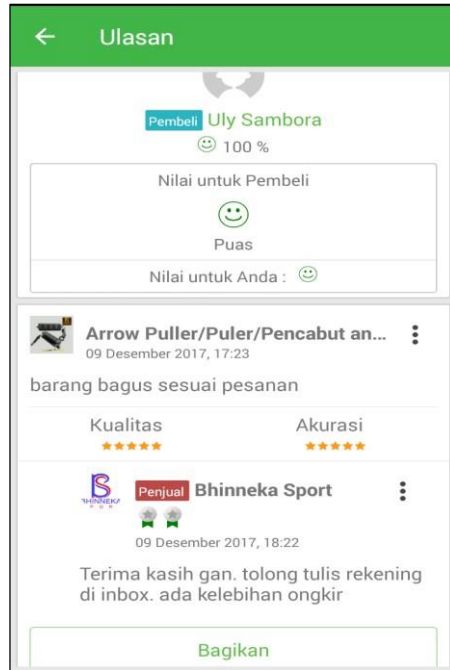 Ulasan
Pembeli Uly Sambora
100 %
Nilai untuk Pembeli
Puas
Nilai untuk Anda :
Arrow Puller/Puler/Pencabut an...
09 Desember 2017, 17:23
barang bagus sesuai pesanan
Kualitas Akurasi
Penjual Bhinneka Sport
09 Desember 2017, 18:22
Terima kasih gan. tolong tulis rekening
di inbox. ada kelebihan ongkir
Bagikan